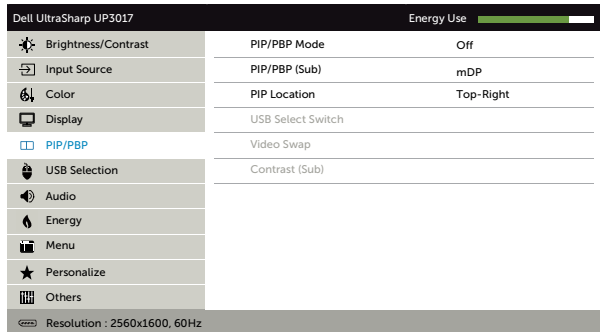 Dell UltraSharp UP3017 Energy Use
Brightness/Contrast PIP/PBP Mode Off
Input Source PIP/PBP (Sub) mDP
Color PIP Location Top-Right
Display USB Select Switch
PIP/PBP Video Swap
USB Selection Contrast (Sub)
Audio
Energy
Menu
Personalize
Others
Resolution : 2560x1600, 60Hz